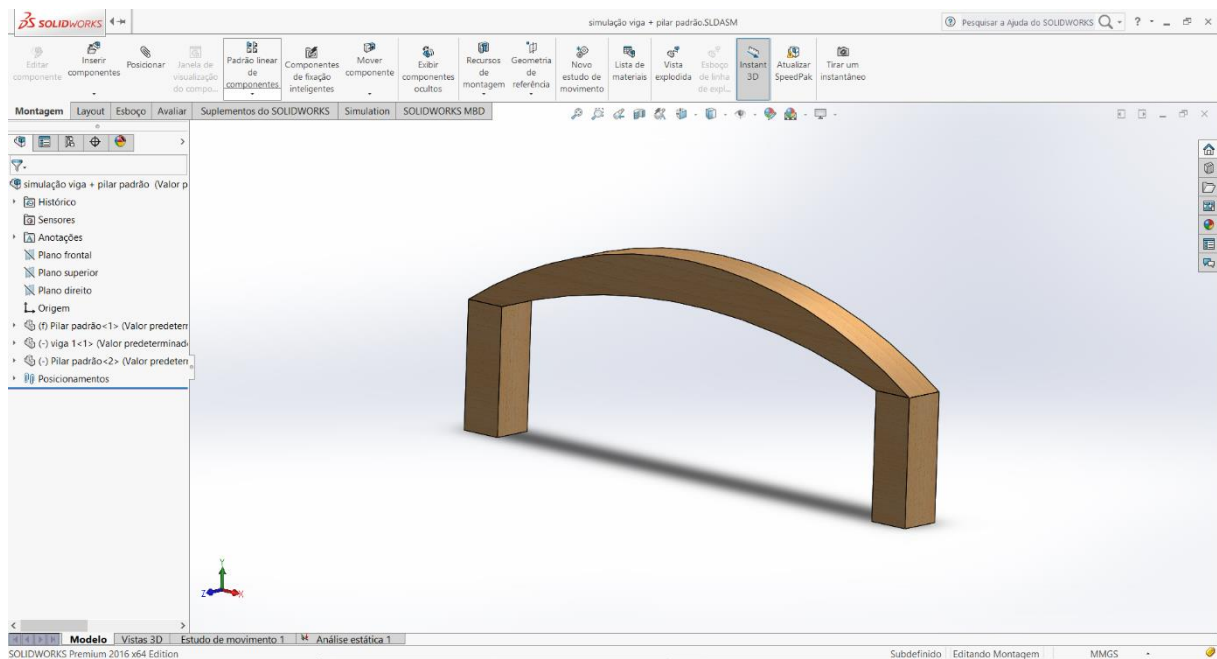 SOLIDWORKS
simulação viga + pilar padrão.SLDASM
Pesquisar a Ajuda do SOLIDWORKS
?
Editar componente
Inserir componentes
Posicionar
Janela de visualização do compo...
Padrão linear de componentes
Componentes de fixação inteligentes
Mover componente
Exibir componentes ocultos
Recursos de montagem
Geometria de referência
Novo estudo de movimento
Lista de materiais
Vista explodida
Esboço de linha de expl...
Instant 3D
Atualizar SpeedPak
Tirar um instantâneo
Montagem Layout Esboço Avaliar Suplementos do SOLIDWORKS Simulation SOLIDWORKS MBD
simulação viga + pilar padrão (Valor p
Histórico
Sensores
Anotações
Plano frontal
Plano superior
Plano direito
Origem
(f) Pilar padrão<1> (Valor predeterr
(-) viga 1<1> (Valor predeterminad
(-) Pilar padrão<2> (Valor predeterr
Posicionamentos
Y
Z X
Modelo Vistas 3D Estudo de movimento 1 Análise estática 1
SOLIDWORKS Premium 2016 x64 Edition
Subdefinido Editando Montagem MMGS